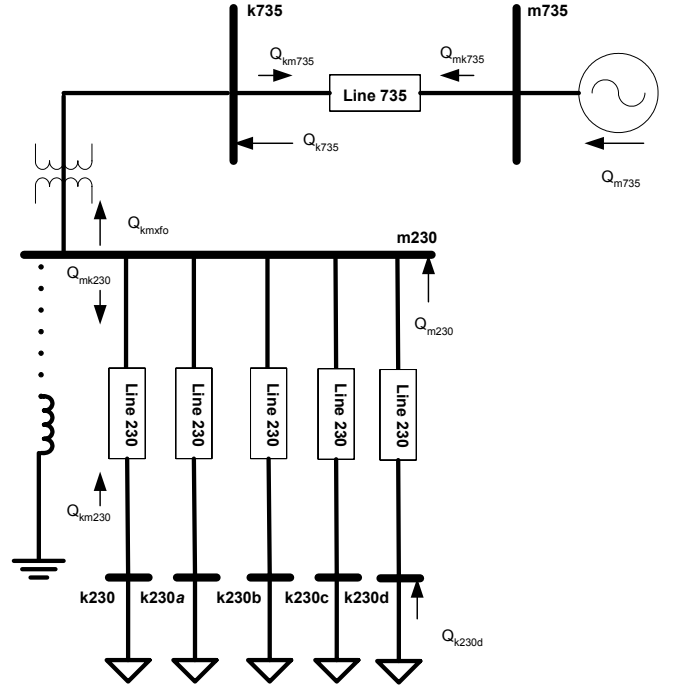 k735
m735
Qkm735
Qmk735
Line 735
Qk735
Qm735
Qkmxfo
m230
Qmk230
Qm230
Line 230
Line 230
Line 230
Line 230
Line 230
Qkm230
k230
k230a
k230b
k230c
k230d
Qk230d